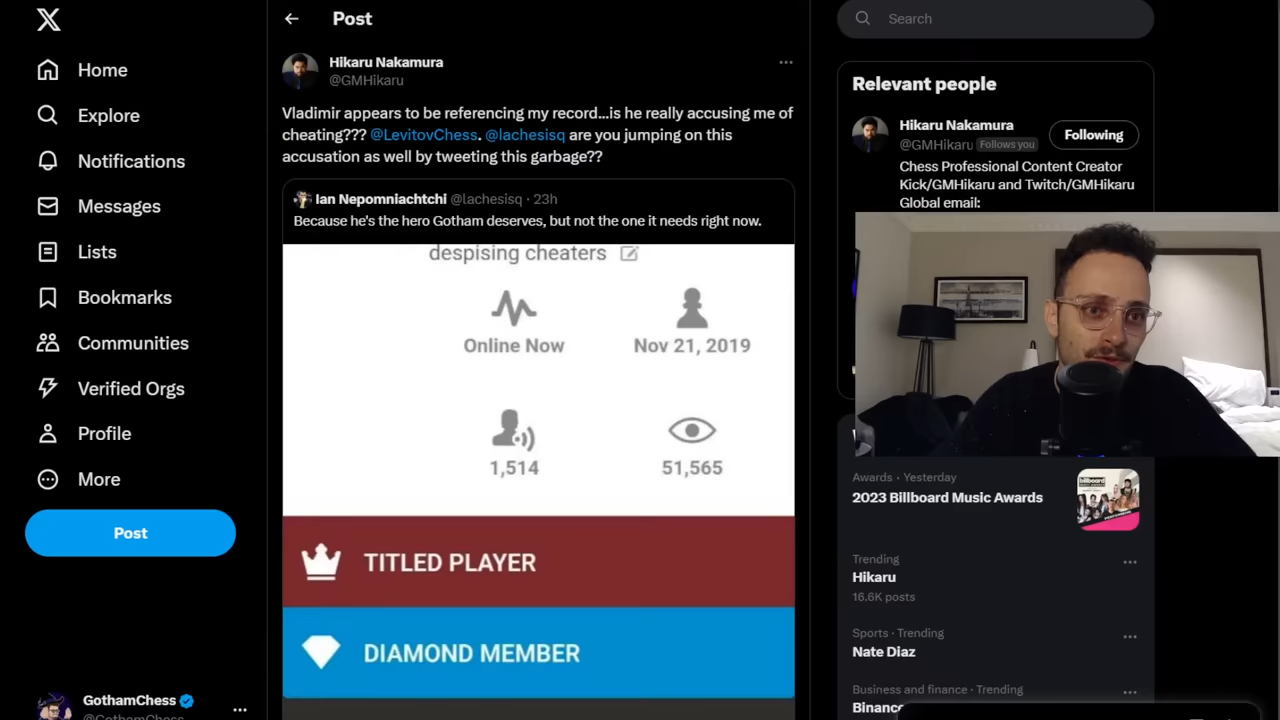 Home
Explore
Notifications
Messages
Lists
Bookmarks
Communities
Verified Orgs
Profile
More
Post
GothamChess
@GothamChess
Post
Hikaru Nakamura
@GMHikaru
Vladimir appears to be referencing my record...is he really accusing me of
cheating??? @LevitovChess. @lachesisq are you jumping on this
accusation as well by tweeting this garbage??
Ian Nepomniachtchi @lachesisq · 23h
Because he's the hero Gotham deserves, but not the one it needs right now.
despising cheaters
Online Now
Nov 21, 2019
1,514
51,565
TITLED PLAYER
DIAMOND MEMBER
Search
Relevant people
Hikaru Nakamura
@GMHikaru Follows you
Following
Chess Professional Content Creator
Kick/GMHikaru and Twitch/GMHikaru
Global email:
Awards · Yesterday
2023 Billboard Music Awards
Trending
Hikaru
16.6K posts
Sports · Trending
Nate Diaz
Business and finance · Trending
Binance